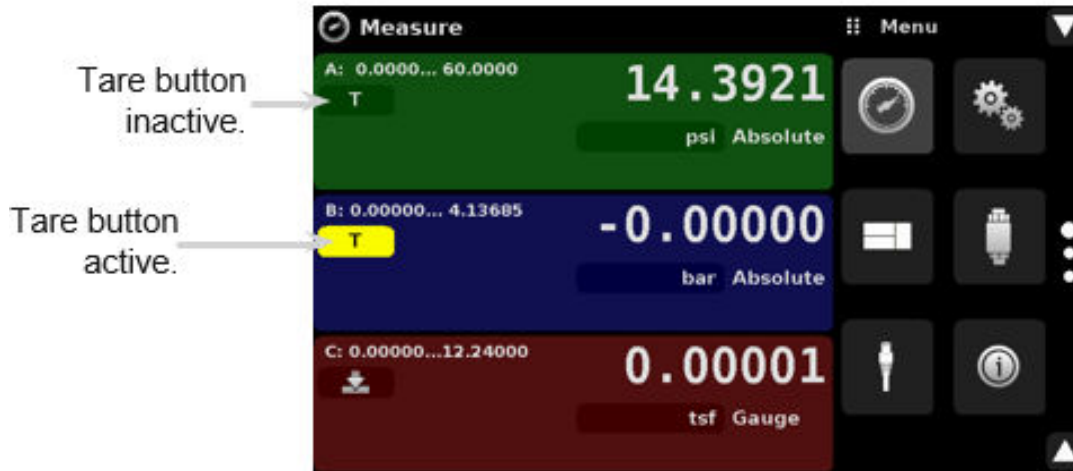 Measure
Menu
Tare button
inactive.
A: 0.0000... 60.0000
14.3921
T
psi Absolute
Tare button
active.
B: 0.00000... 4.13685
-0.00000
T
bar Absolute
C: 0.00000...12.24000
0.00001
tsf Gauge
i